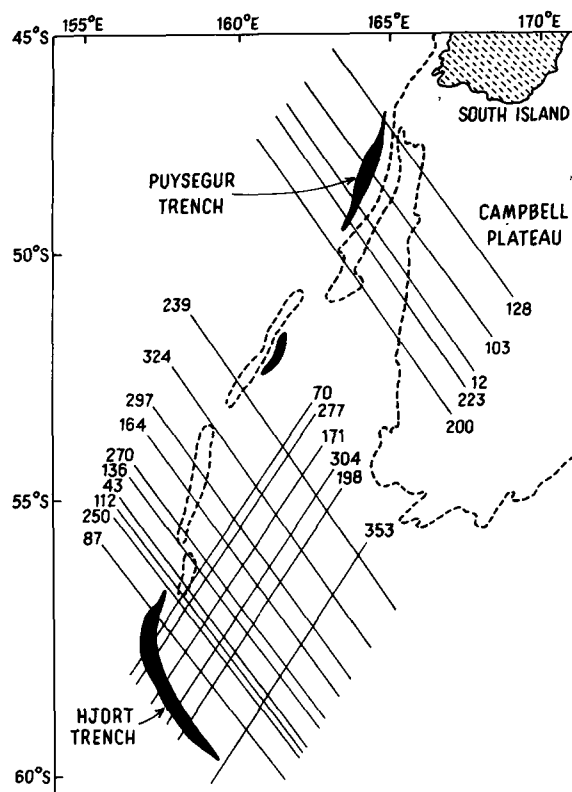 155°E
160°E
165°E
170°E
45°S
SOUTH ISLAND
PUYSEGUR
TRENCH
CAMPBELL
PLATEAU
50°S
239
128
324
103
297
70
12
277
223
164
171
200
270
304
136
198
43
55°S
112
353
250
87
HJORT
TRENCH
60°S